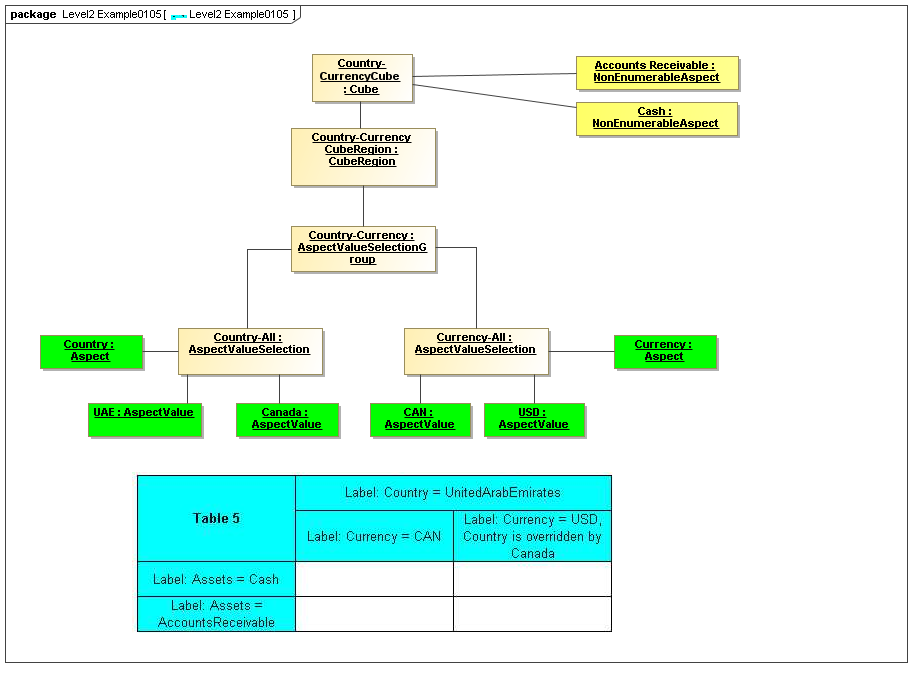 package Level2 Example0105 [ Level2 Example0105 ]
Country-
CurrencyCube
: Cube
Accounts Receivable :
NonEnumerableAspect
Cash :
NonEnumerableAspect
Country-Currency
CubeRegion :
CubeRegion
Country-Currency :
AspectValueSelectionG
roup
Country :
Aspect
Country-All :
AspectValueSelection
Currency-All :
AspectValueSelection
Currency :
Aspect
UAE : AspectValue
Canada :
AspectValue
CAN :
AspectValue
USD :
AspectValue
Table 5
Label: Country = UnitedArabEmirates
Label: Currency = CAN
Label: Currency = USD,
Country is overridden by
Canada
Label: Assets = Cash
Label: Assets =
AccountsReceivable